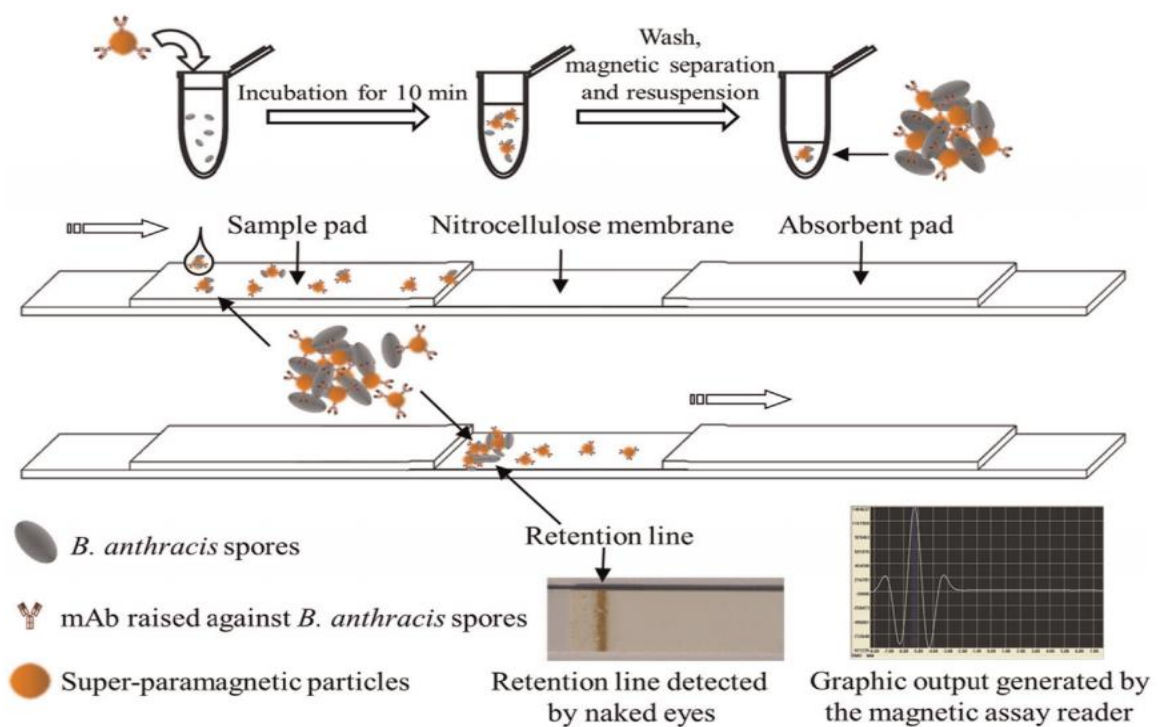 Incubation for 10 min
Wash,
magnetic separation
and resuspension
Sample pad
Nitrocellulose membrane
Absorbent pad
Retention line
B. anthracis spores
mAb raised against B. anthracis spores
Super-paramagnetic particles
Retention line detected
by naked eyes
Graphic output generated by
the magnetic assay reader